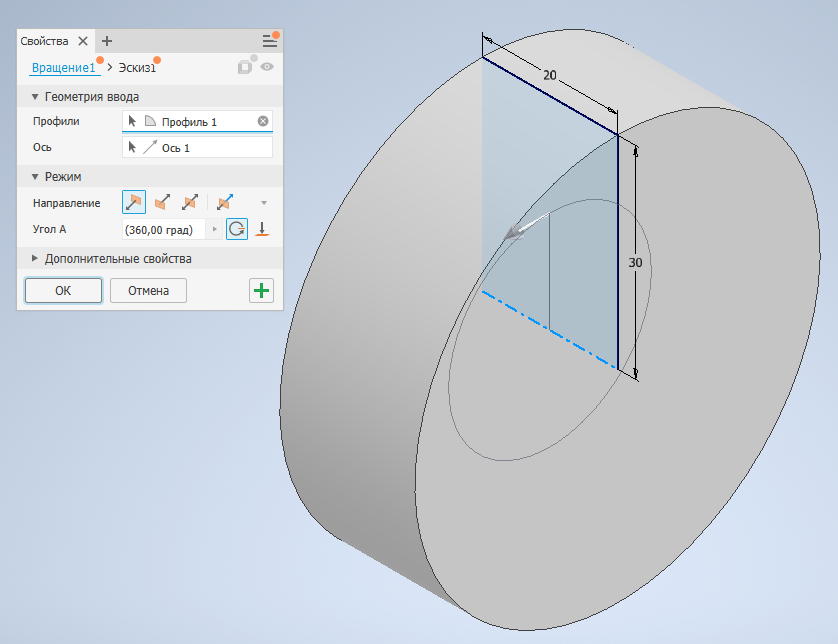 Свойства
Вращение1 > Эскиз1
Геометрия ввода
Профили Профиль 1
Ось Ось 1
Режим
Направление
Угол A (360,00 град)
Дополнительные свойства
ОК Отмена
20
30